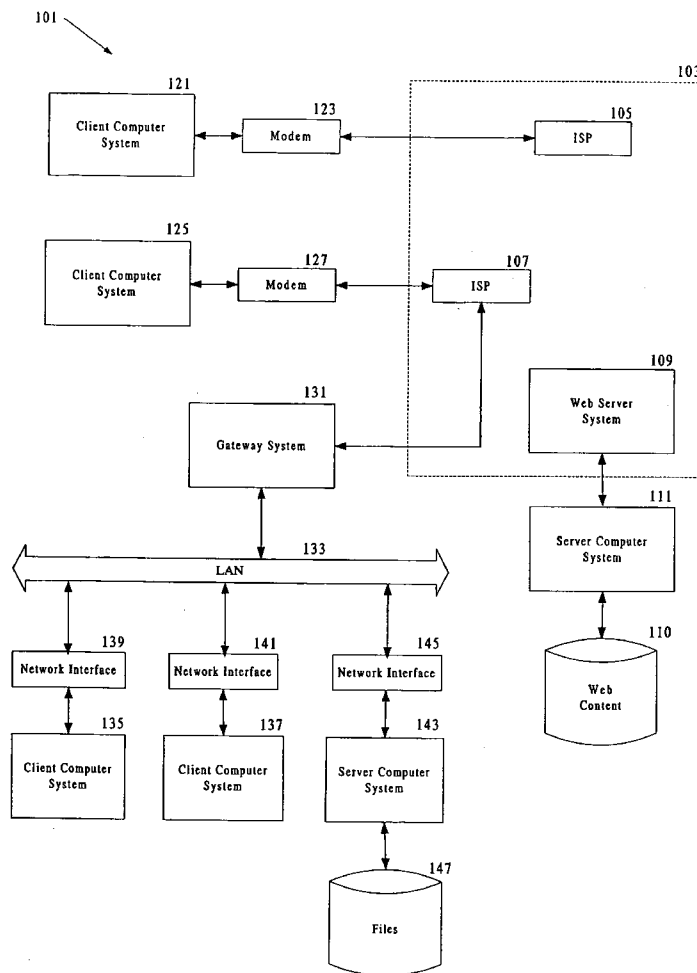 101
103
121
Client Computer
System
123
Modem
105
ISP
125
Client Computer
System
127
Modem
107
ISP
109
Web Server
System
131
Gateway System
111
Server Computer
System
133
LAN
110
Web
Content
139
Network Interface
141
Network Interface
145
Network Interface
135
Client Computer
System
137
Client Computer
System
143
Server Computer
System
147
Files